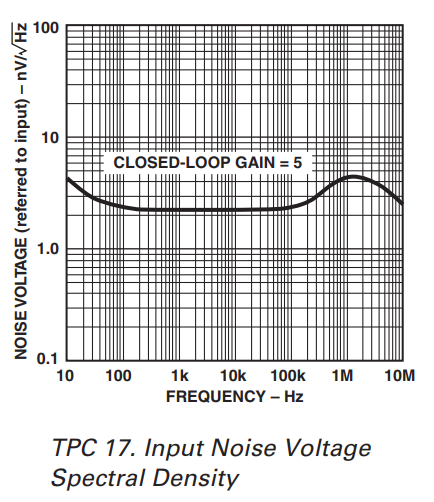 NOISE VOLTAGE (referred to input) – nV/√Hz
100
10
1.0
0.1
CLOSED-LOOP GAIN = 5
10 100 1k 10k 100k 1M 10M
FREQUENCY – Hz
TPC 17. Input Noise Voltage
Spectral Density